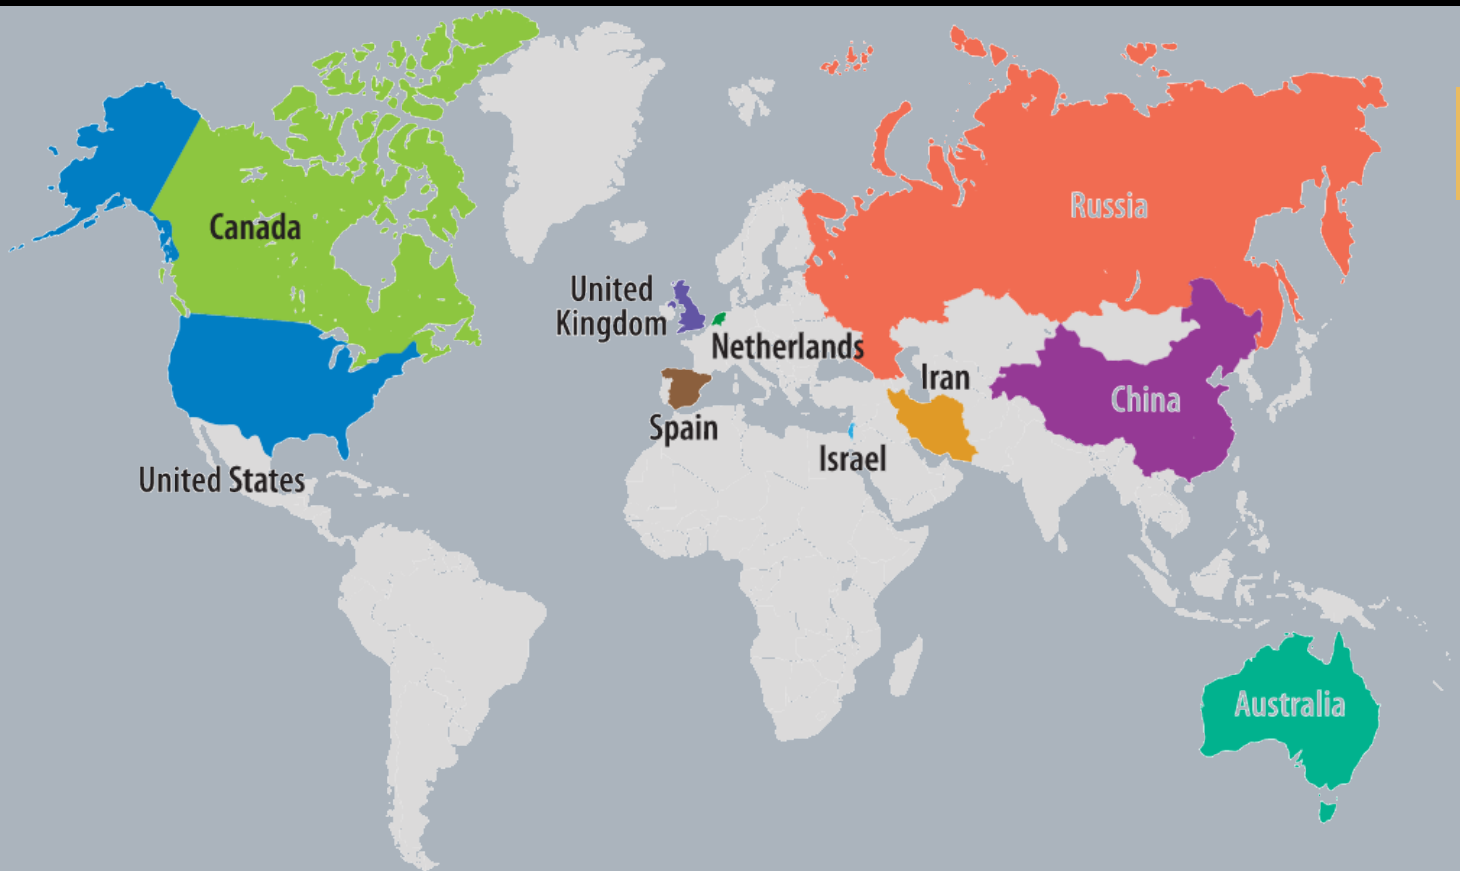 Canada
Russia
United
Kingdom
Netherlands
Iran
China
Spain
Israel
United States
Australia